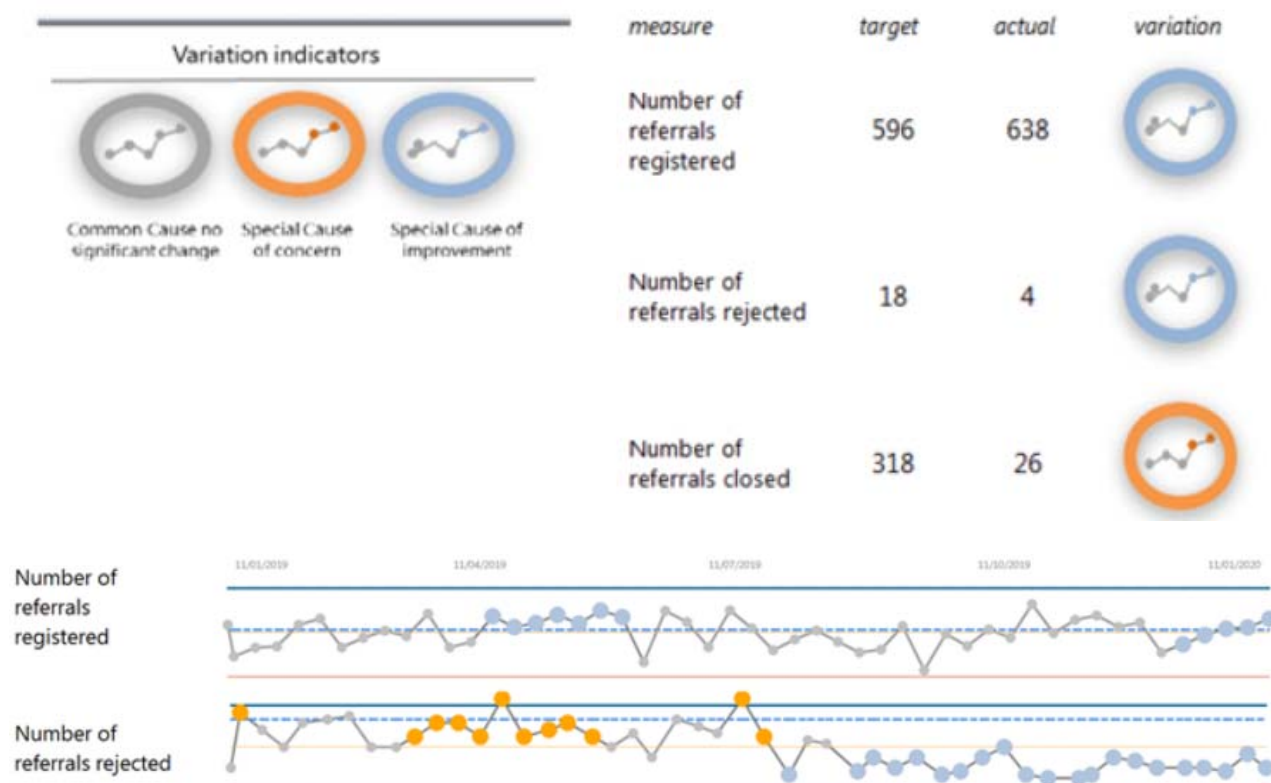 Variation indicators
Common Cause no
significant change
Special Cause
of concern
Special Cause of
improvement
measure target actual variation
Number of
referrals
registered
596 638
Number of
referrals rejected
18 4
Number of
referrals closed
318 26
11/01/2019 11/04/2019 11/07/2019 11/10/2019 11/01/2020
Number of
referrals
registered
Number of
referrals rejected